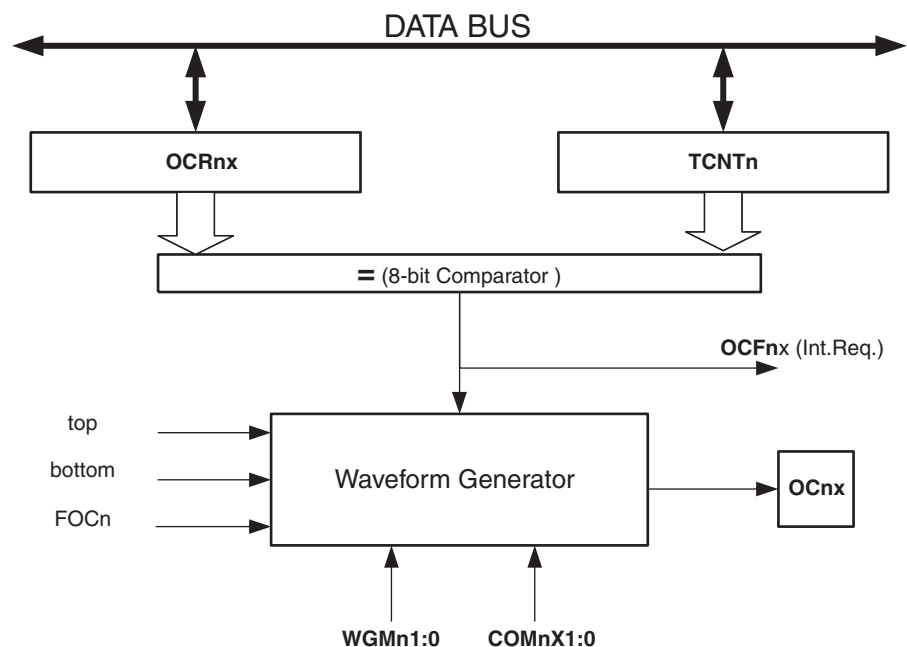 DATA BUS
OCRnx
TCNTn
= (8-bit Comparator )
OCFnx (Int.Req.)
top
bottom
FOCn
Waveform Generator
OCnx
WGMn1:0
COMnX1:0